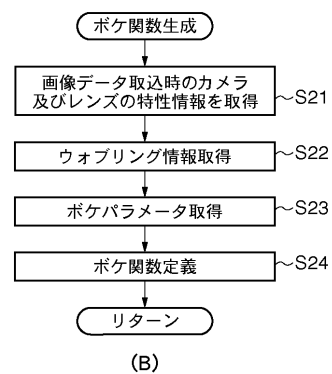 ボケ関数生成
画像データ取込時のカメラ
及びレンズの特性情報を取得
S21
ウォブリング情報取得
S22
ボケパラメータ取得
S23
ボケ関数定義
S24
リターン
(B)